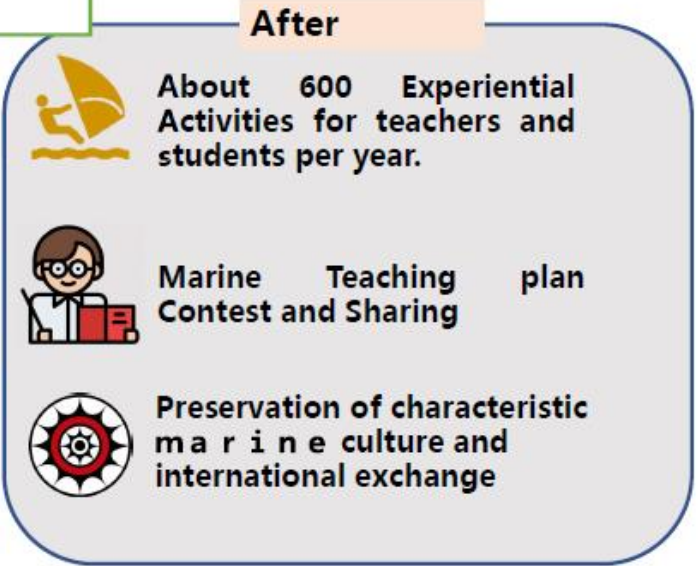 After
About 600 Experiential
Activities for teachers and
students per year.
Marine Teaching plan
Contest and Sharing
Preservation of characteristic
marine culture and
international exchange